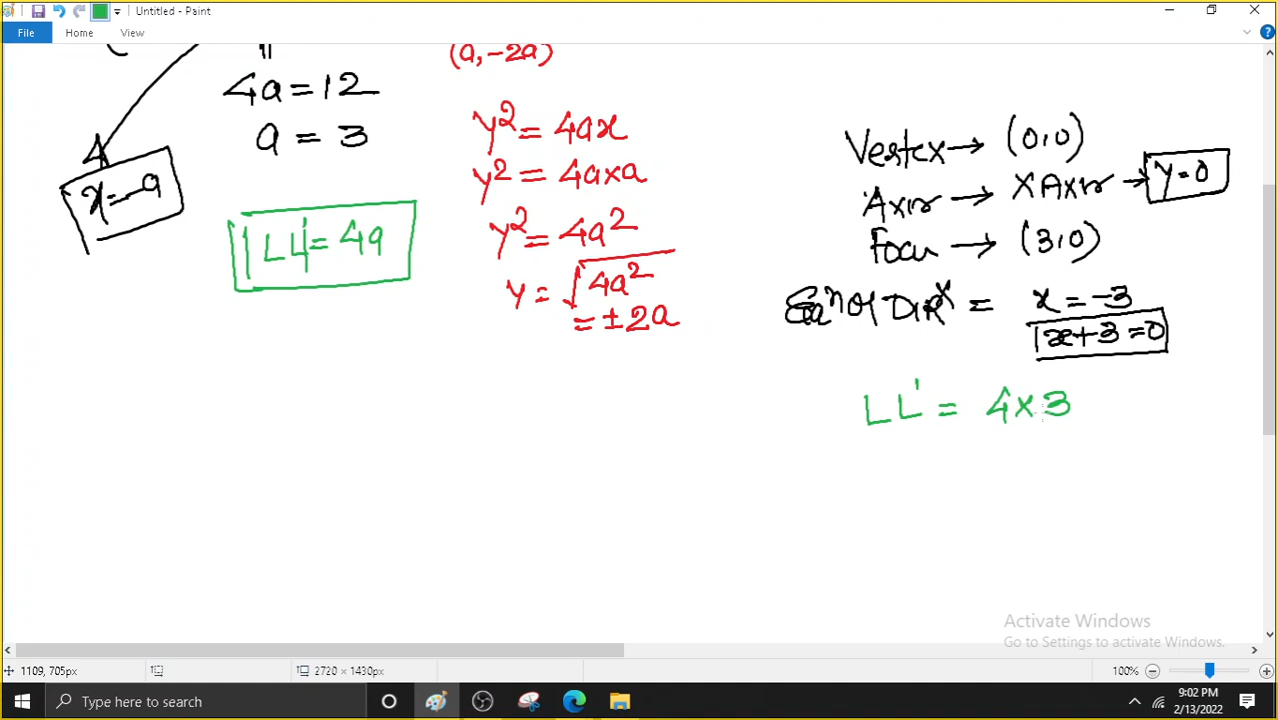 Untitled - Paint
File Home View
(a,-2a)
4a = 12
a = 3
x=-a
LL' = 4a
y² = 4ax
y² = 4a×a
y² = 4a²
y = √4a²
= ±2a
Vertex → (0,0)
Axis → X Axis → y=0
Focus → (3,0)
Eqⁿ Of Dirˣ = x = -3
x+3=0
LL' = 4×3
Activate Windows
Go to Settings to activate Windows.
1109, 705px
2720 × 1430px
100%
Type here to search
9:02 PM
2/13/2022